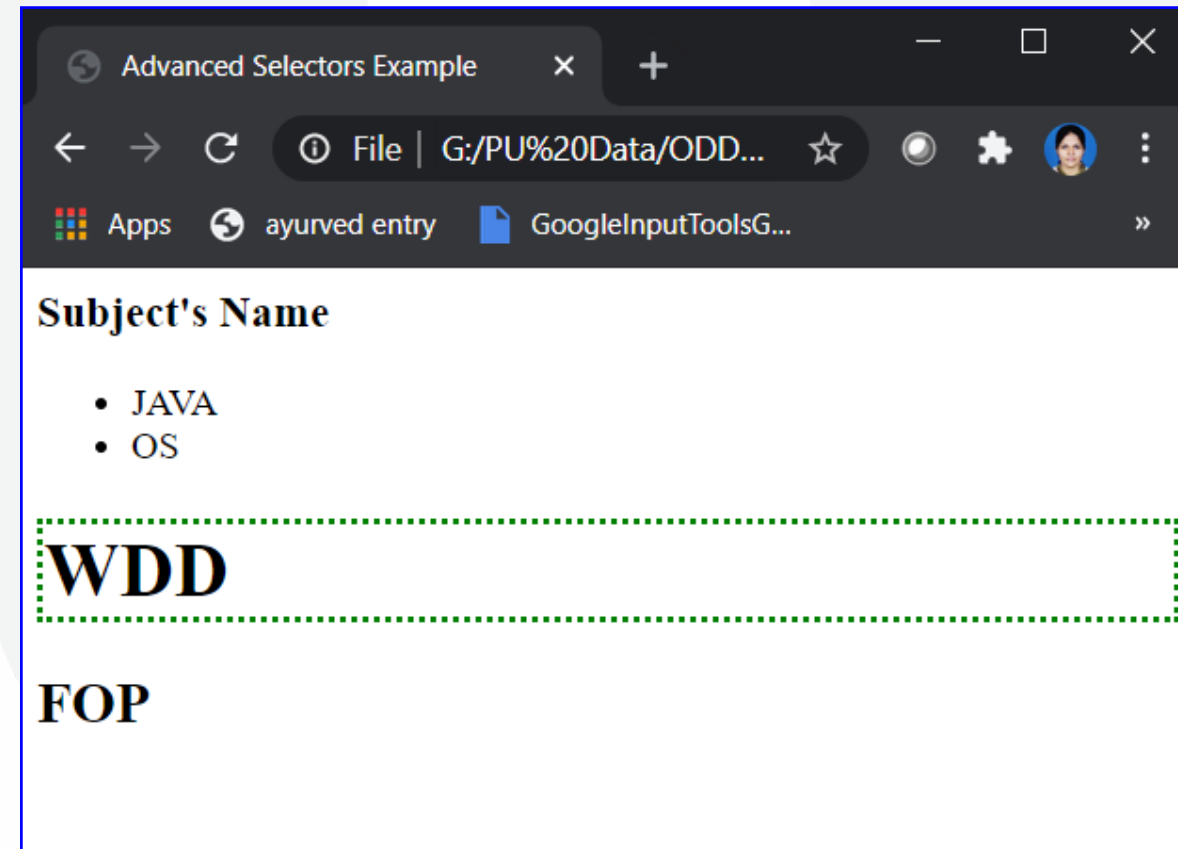 Advanced Selectors Example
File | G:/PU%20Data/ODD...
Apps ayurved entry GoogleInputToolsG... »
Subject's Name
• JAVA
• OS
WDD
FOP